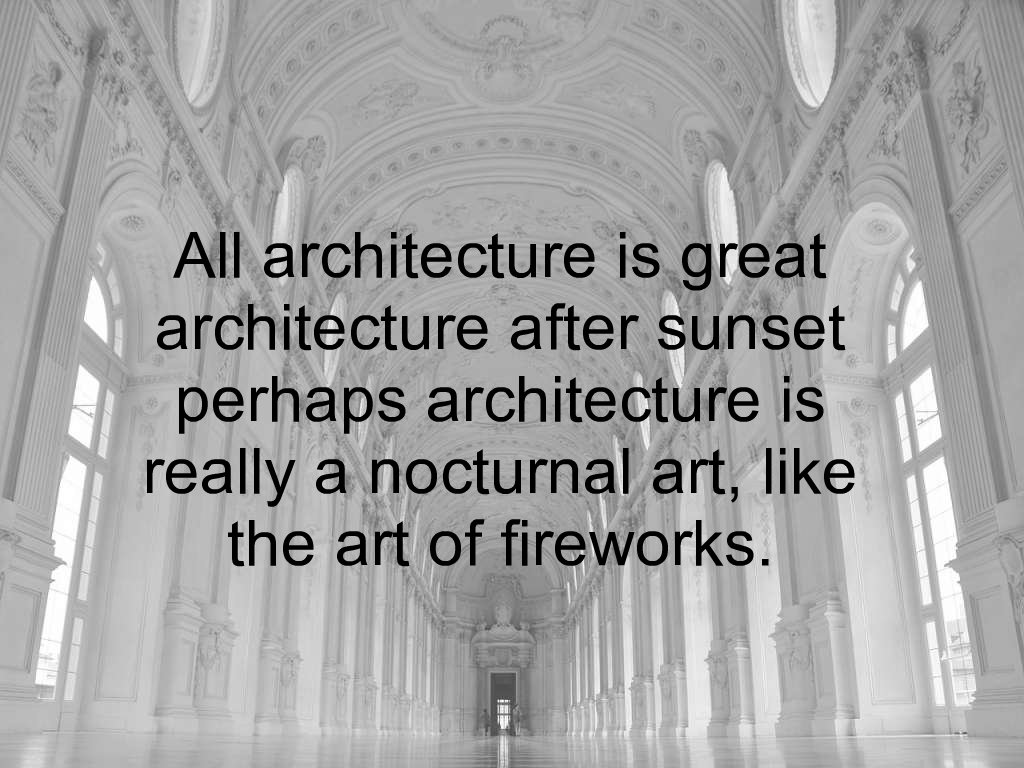 All architecture is great
architecture after sunset
perhaps architecture is
really a nocturnal art, like
the art of fireworks.